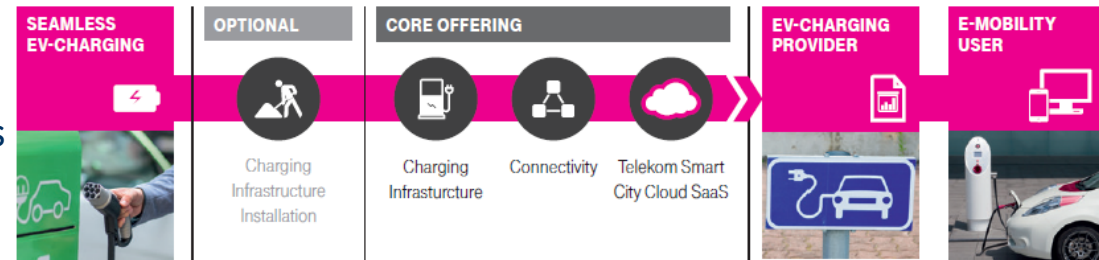 SEAMLESS
EV-CHARGING
OPTIONAL
CORE OFFERING
EV-CHARGING
PROVIDER
E-MOBILITY
USER
s
Charging
Infrastructure
Installation
Charging
Infrasturcture
Connectivity
Telekom Smart
City Cloud SaaS